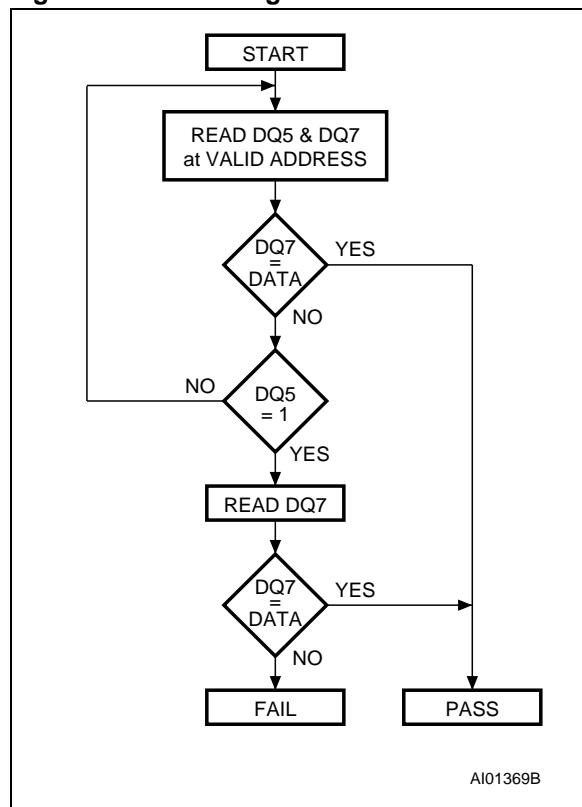 START
READ DQ5 & DQ7
at VALID ADDRESS
DQ7
=
DATA
YES
NO
NO
DQ5
= 1
YES
READ DQ7
DQ7
=
DATA
YES
NO
FAIL
PASS
AI01369B